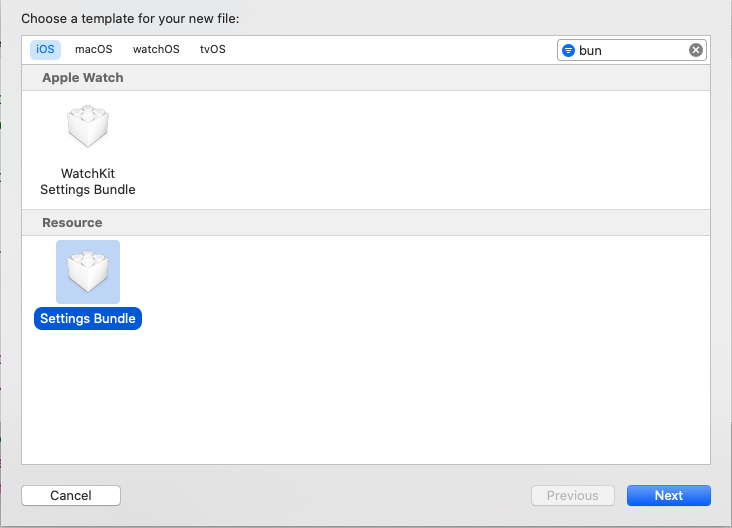 Choose a template for your new file:
iOS macOS watchOS tvOS bun
Apple Watch
WatchKit
Settings Bundle
Resource
Settings Bundle
Cancel Previous Next